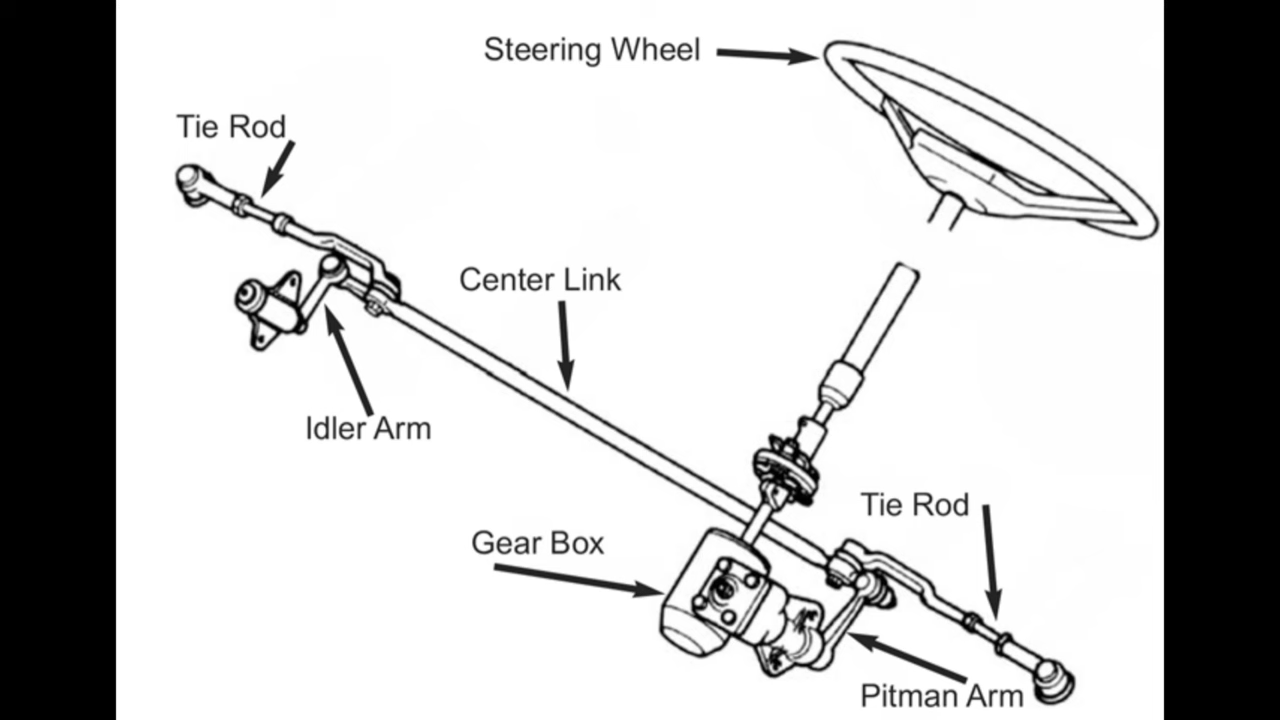 Steering Wheel
Tie Rod
Center Link
Idler Arm
Tie Rod
Gear Box
Pitman Arm